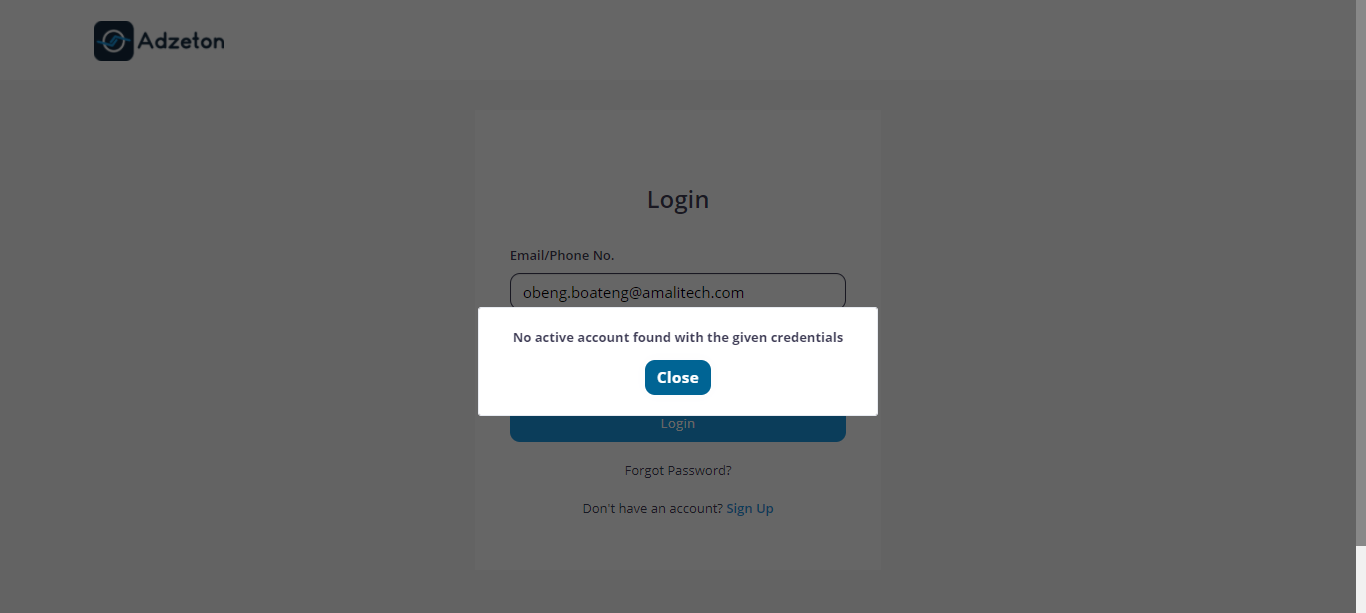 Adzeton
Login
Email/Phone No.
obeng.boateng@amalitech.com
No active account found with the given credentials
Close
Login
Forgot Password?
Don't have an account? Sign Up